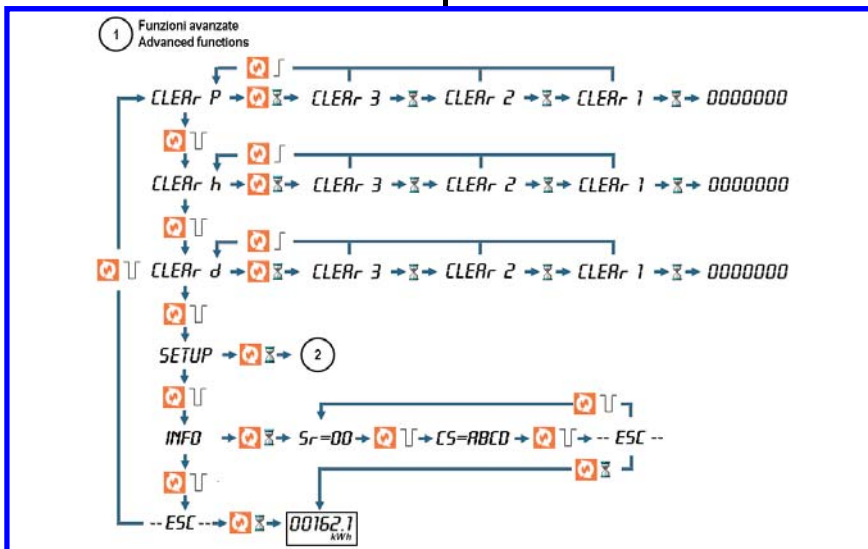 1 Funzioni avanzate
Advanced functions
CLEAr P CLEAr 3 CLEAr 2 CLEAr 1 0000000
CLEAr h CLEAr 3 CLEAr 2 CLEAr 1 0000000
CLEAr d CLEAr 3 CLEAr 2 CLEAr 1 0000000
SETUP 2
INFO Sr=00 CS=ABCD -- ESC --
-- ESC -- 00162.1
kWh